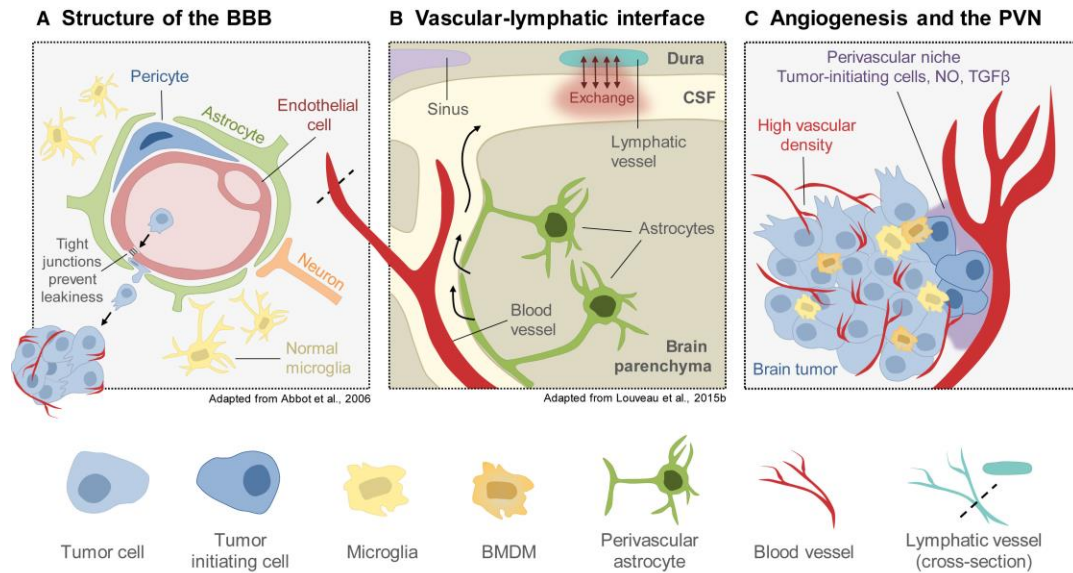 A Structure of the BBB
Pericyte
Astrocyte
Endothelial
cell
Tight
junctions
prevent
leakiness
Neuron
Normal
microglia
Adapted from Abbot et al., 2006
B Vascular-lymphatic interface
Dura
Sinus
Exchange
CSF
Lymphatic
vessel
Astrocytes
Blood
vessel
Brain
parenchyma
Adapted from Louveau et al., 2015b
C Angiogenesis and the PVN
Perivascular niche
Tumor-initiating cells, NO, TGFβ
High vascular
density
Brain tumor
Tumor cell
Tumor
initiating cell
Microglia
BMDM
Perivascular
astrocyte
Blood vessel
Lymphatic vessel
(cross-section)